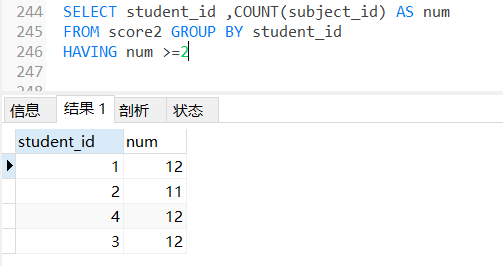 244 SELECT student_id ,COUNT(subject_id) AS num
245 FROM score2 GROUP BY student_id
246 HAVING num >=2
247
248
信息 结果 1 剖析 状态
student_id num
1 12
2 11
4 12
3 12